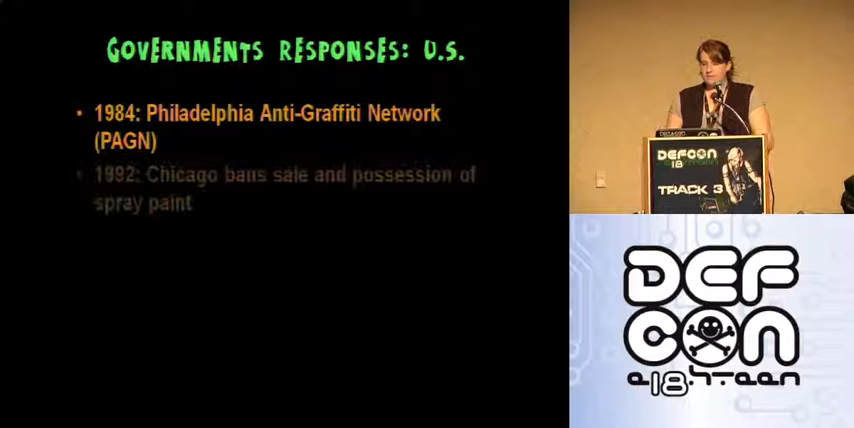 GOVERNMENTS RESPONSES: U.S.
• 1984: Philadelphia Anti-Graffiti Network
(PAGN)
• 1992: Chicago bans sale and possession of
spray paint
DEFCON
18
TRACK 3
DEF
CON
e18hteen